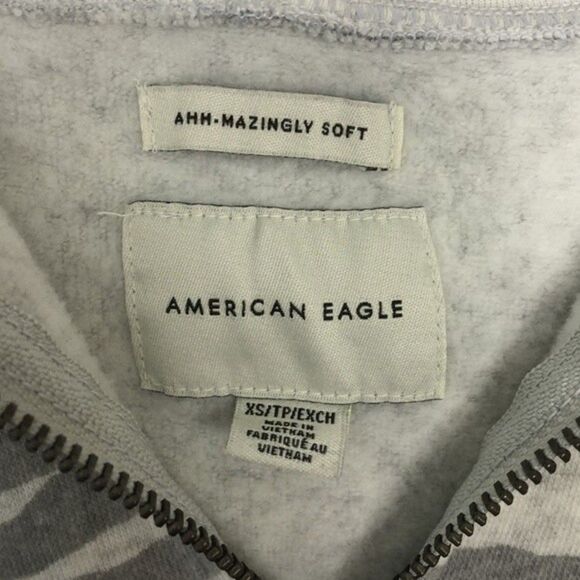 AHH-MAZINGLY SOFT
AMERICAN EAGLE
XS/TP/EXCH
MADE IN
VIETNAM
FABRIQUÉ AU
VIETNAM